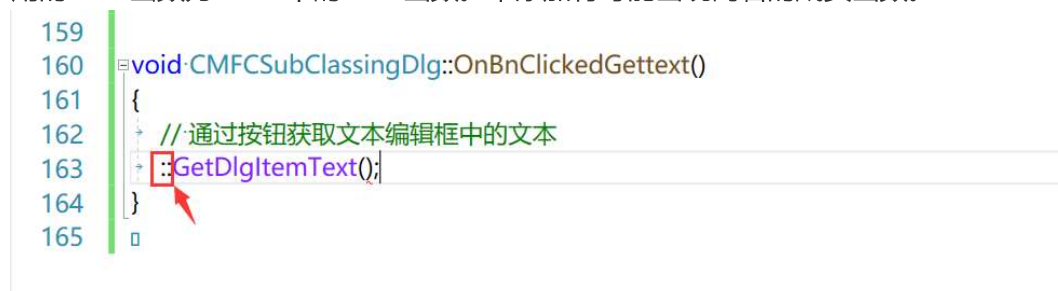 159
160 void CMFCSubClassingDlg::OnBnClickedGettext()
161 {
162 // 通过按钮获取文本编辑框中的文本
163 ::GetDlgItemText();
164 }
165